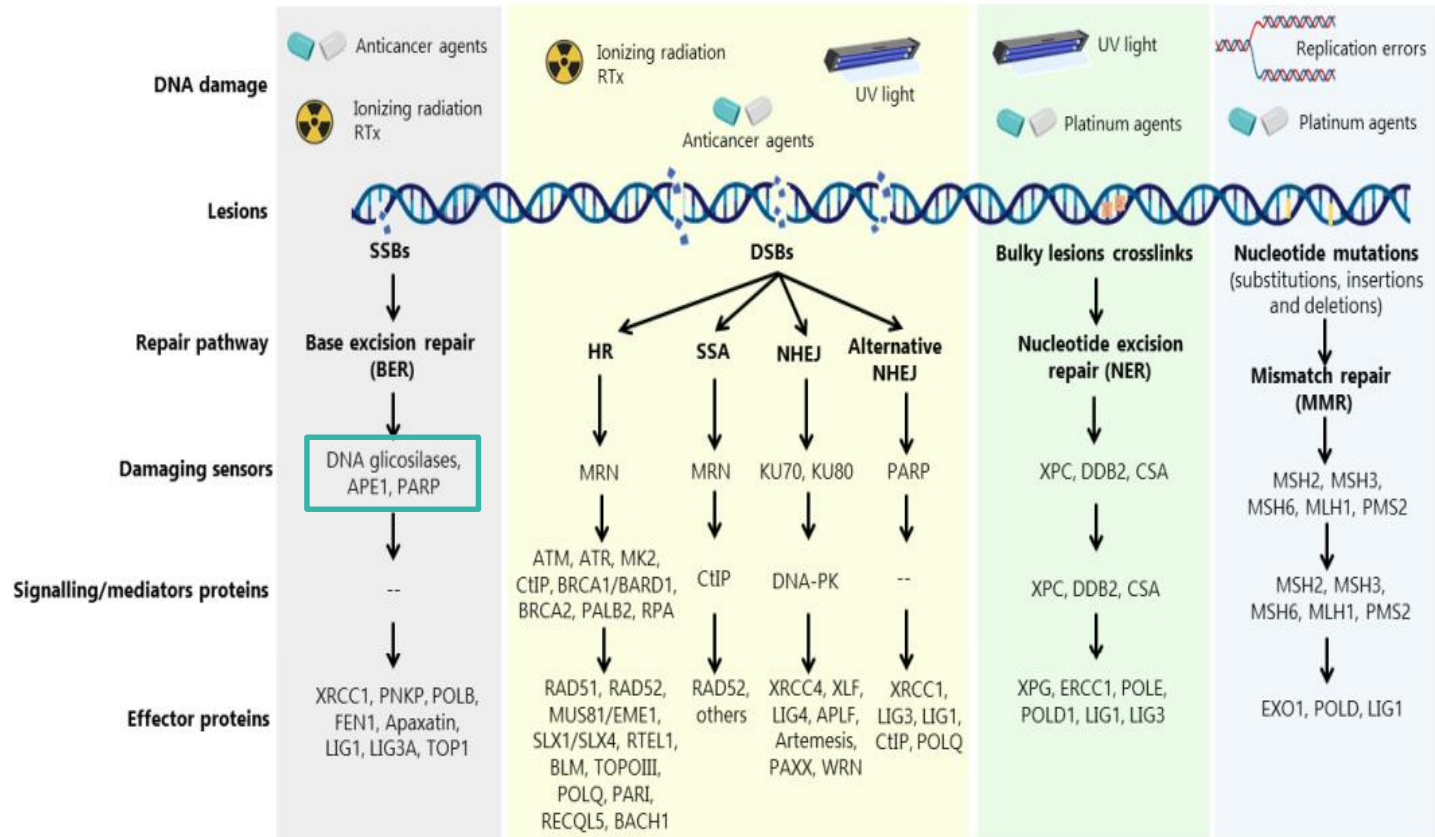 DNA damage
Anticancer agents
Ionizing radiation
RTx
Ionizing radiation
RTx
UV light
Anticancer agents
UV light
Platinum agents
Replication errors
Platinum agents
Lesions
SSBs
DSBs
Bulky lesions crosslinks
Nucleotide mutations
(substitutions, insertions
and deletions)
Repair pathway
Base excision repair
(BER)
HR
SSA
NHEJ
Alternative
NHEJ
Nucleotide excision
repair (NER)
Mismatch repair
(MMR)
Damaging sensors
DNA glicosilases,
APE1, PARP
MRN
MRN
KU70, KU80
PARP
XPC, DDB2, CSA
MSH2, MSH3,
MSH6, MLH1, PMS2
Signalling/mediators proteins
--
ATM, ATR, MK2,
CtIP, BRCA1/BARD1,
BRCA2, PALB2, RPA
CtIP
DNA-PK
--
XPC, DDB2, CSA
MSH2, MSH3,
MSH6, MLH1, PMS2
Effector proteins
XRCC1, PNKP, POLB,
FEN1, Apaxatin,
LIG1, LIG3A, TOP1
RAD51, RAD52,
MUS81/EME1,
SLX1/SLX4, RTEL1,
BLM, TOPOIII,
POLQ, PARI,
RECQL5, BACH1
RAD52,
others
XRCC4, XLF,
LIG4, APLF,
Artemesis,
PAXX, WRN
XRCC1,
LIG3, LIG1,
CtIP, POLQ
XPG, ERCC1, POLE,
POLD1, LIG1, LIG3
EXO1, POLD, LIG1